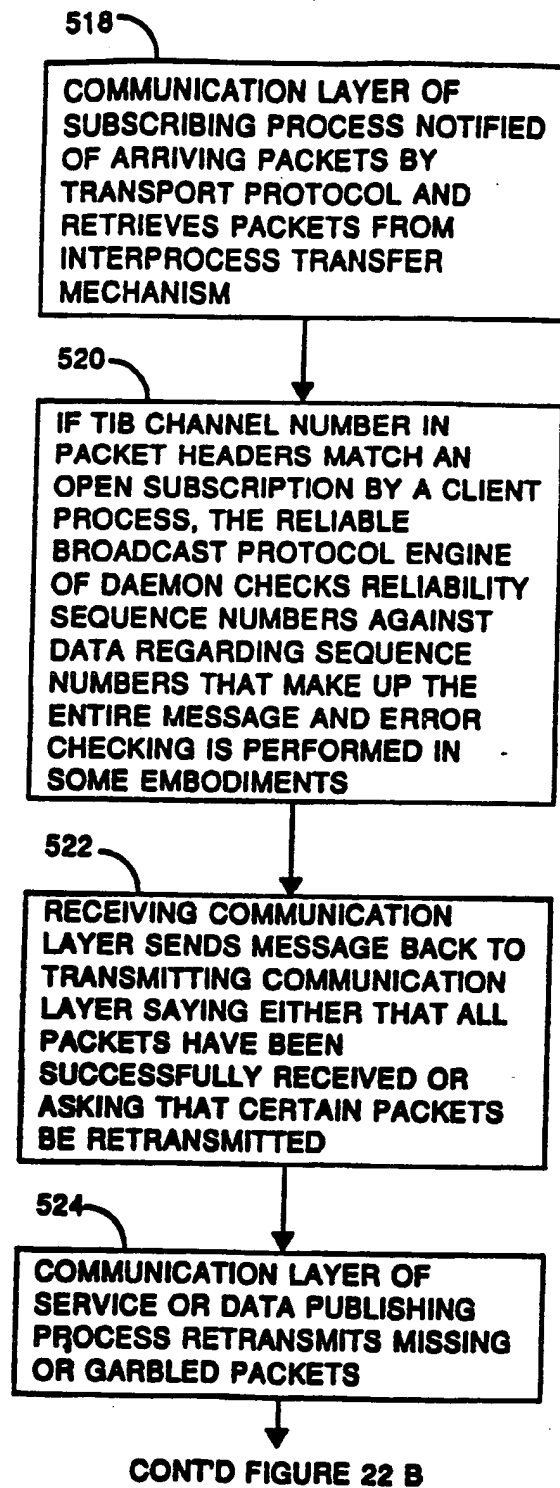 518
COMMUNICATION LAYER OF
SUBSCRIBING PROCESS NOTIFIED
OF ARRIVING PACKETS BY
TRANSPORT PROTOCOL AND
RETRIEVES PACKETS FROM
INTERPROCESS TRANSFER
MECHANISM
520
IF TIB CHANNEL NUMBER IN
PACKET HEADERS MATCH AN
OPEN SUBSCRIPTION BY A CLIENT
PROCESS, THE RELIABLE
BROADCAST PROTOCOL ENGINE
OF DAEMON CHECKS RELIABILITY
SEQUENCE NUMBERS AGAINST
DATA REGARDING SEQUENCE
NUMBERS THAT MAKE UP THE
ENTIRE MESSAGE AND ERROR
CHECKING IS PERFORMED IN
SOME EMBODIMENTS
522
RECEIVING COMMUNICATION
LAYER SENDS MESSAGE BACK TO
TRANSMITTING COMMUNICATION
LAYER SAYING EITHER THAT ALL
PACKETS HAVE BEEN
SUCCESSFULLY RECEIVED OR
ASKING THAT CERTAIN PACKETS
BE RETRANSMITTED
524
COMMUNICATION LAYER OF
SERVICE OR DATA PUBLISHING
PROCESS RETRANSMITS MISSING
OR GARBLED PACKETS
CONT'D FIGURE 22 B